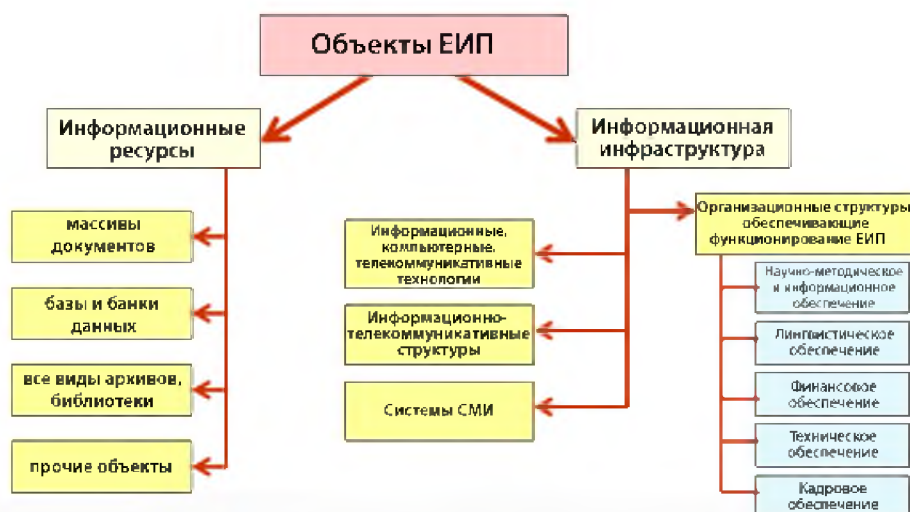 Объекты ЕИП
Информационные
ресурсы
массивы
документов
базы и банки
данных
все виды архивов,
библиотеки
прочие объекты
Информационная
инфраструктура
Информационные,
компьютерные,
телекоммуникативные
технологии
Информационно-
телекоммуникативные
структуры
Системы СМИ
Организационные структуры
обеспечивающие
функционирование ЕИП
Научно-методическое
и информационное
обеспечение
Лингвистическое
обеспечение
Финансовое
обеспечение
Техническое
обеспечение
Кадровое
обеспечение